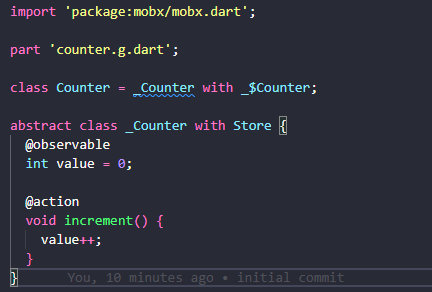 import 'package:mobx/mobx.dart';
part 'counter.g.dart';
class Counter = _Counter with _$Counter;
abstract class _Counter with Store {
@observable
int value = 0;
@action
void increment() {
value++;
}
} You, 10 minutes ago • initial commit